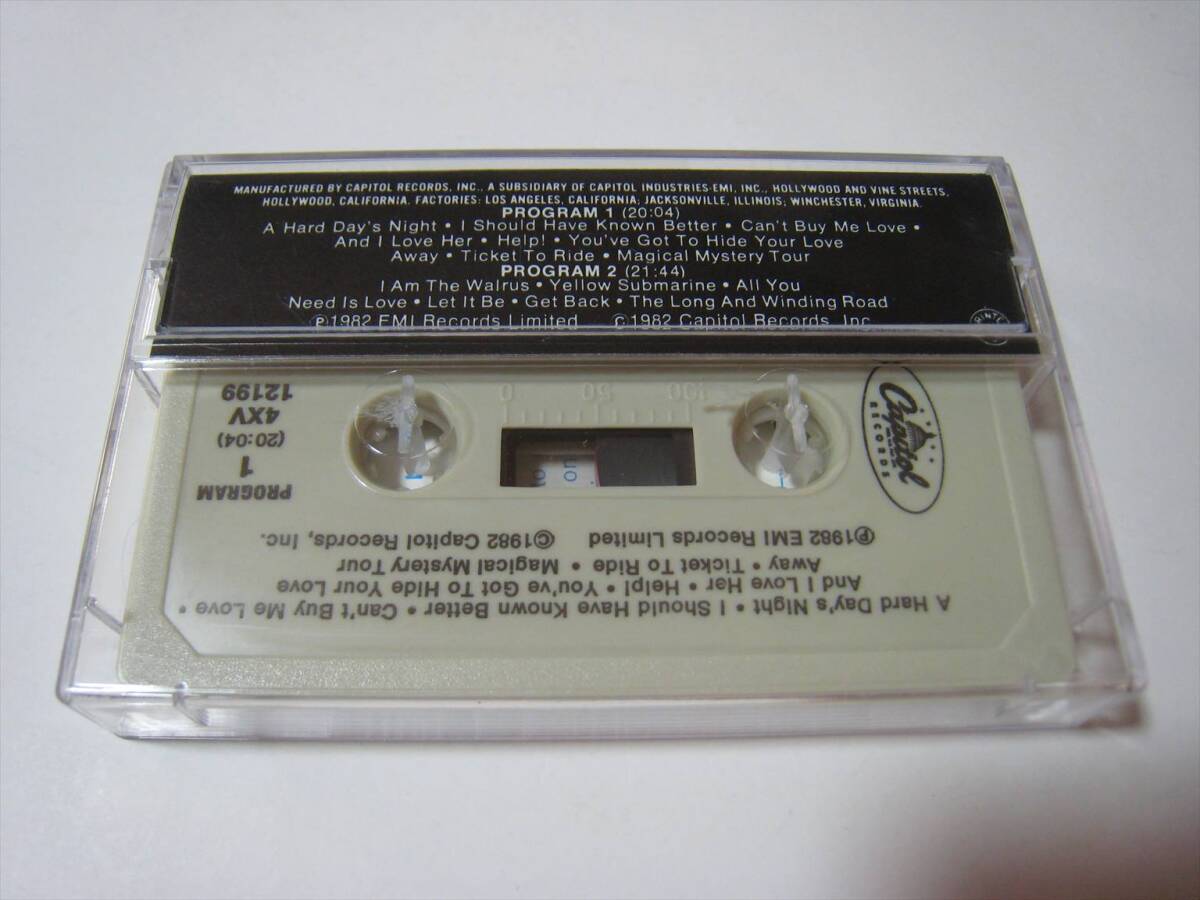 MANUFACTURED BY CAPITOL RECORDS, INC., A SUBSIDIARY OF CAPITOL INDUSTRIES-EMI, INC., HOLLYWOOD AND VINE STREETS,
HOLLYWOOD, CALIFORNIA. FACTORIES: LOS ANGELES, CALIFORNIA; JACKSONVILLE, ILLINOIS; WINCHESTER, VIRGINIA.
PROGRAM 1 (20:04)
A Hard Day's Night • I Should Have Known Better • Can't Buy Me Love •
And I Love Her • Help! • You've Got To Hide Your Love
Away • Ticket To Ride • Magical Mystery Tour
PROGRAM 2 (21:44)
I Am The Walrus • Yellow Submarine • All You
Need Is Love • Let It Be • Get Back • The Long And Winding Road
℗1982 EMI Records Limited ©1982 Capitol Records, Inc.
A Hard Day's Night • I Should Have Known Better • Can't Buy Me Love •
And I Love Har • Help! • You've Got To Hide Your Love
Away • Ticket To Ride • Magical Mystery Tour
℗1982 EMI Records Limited ©1982 Capitol Records, Inc.
PROGRAM
1
(20:04)
4XV
12199
100 50 0
Capitol
RECORDS